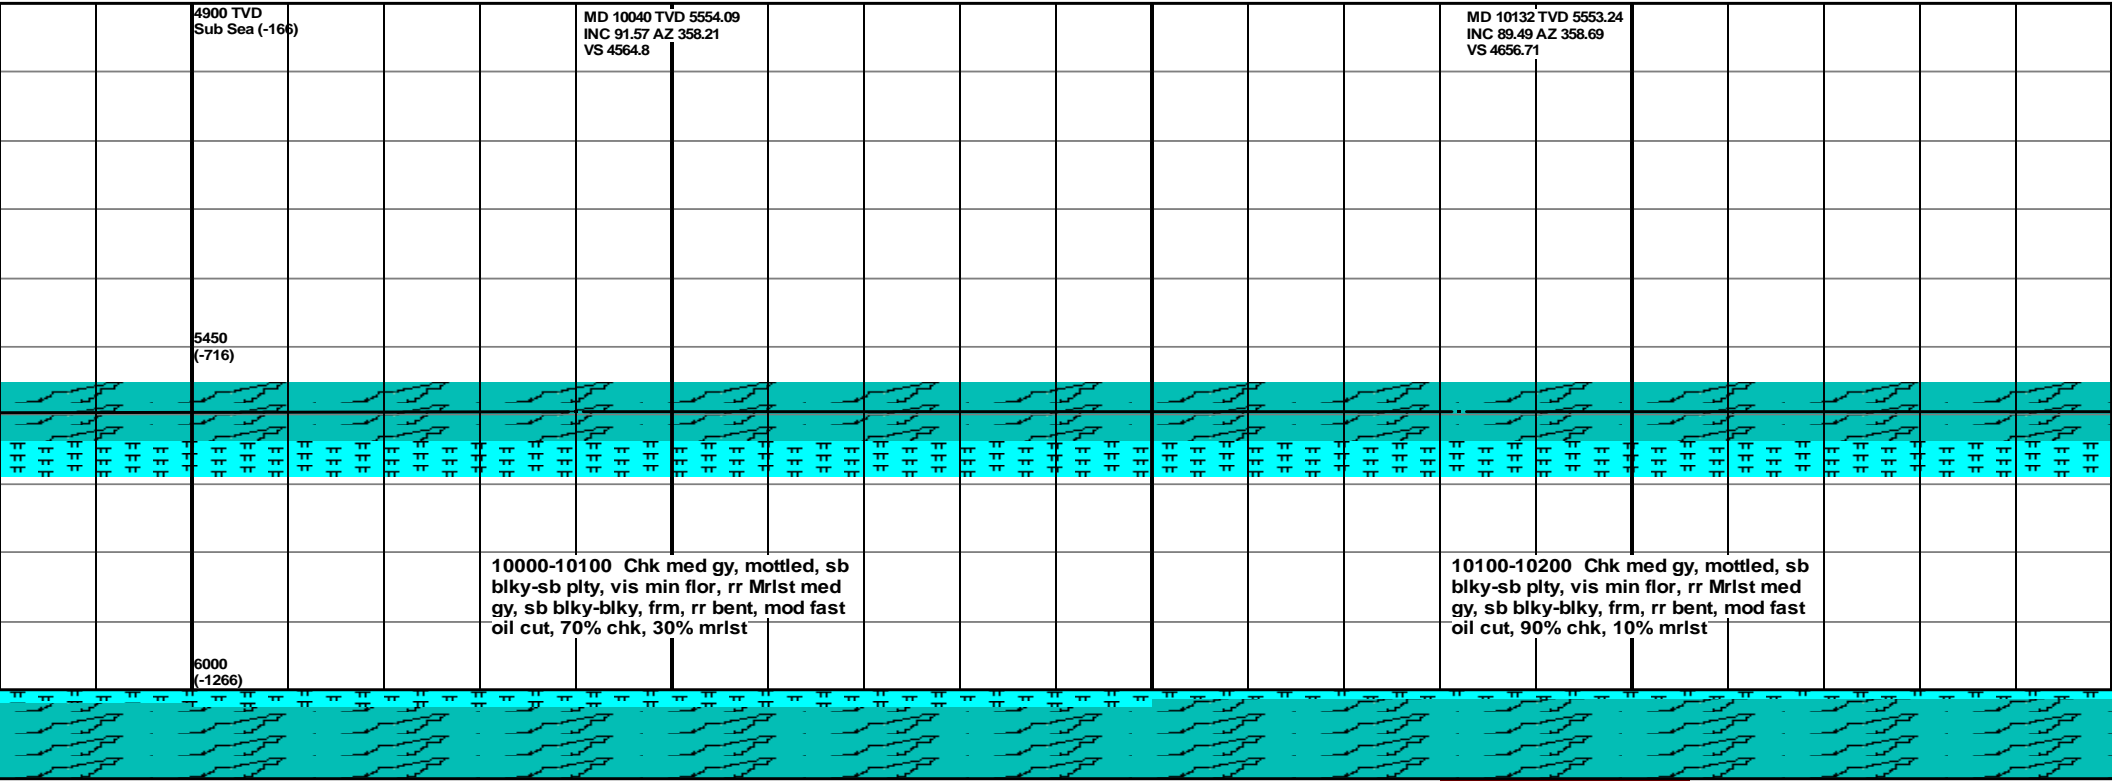 4900 TVD
Sub Sea (-166)
MD 10040 TVD 5554.09
INC 91.57 AZ 358.21
VS 4564.8
MD 10132 TVD 5553.24
INC 89.49 AZ 358.69
VS 4656.71
5450
(-716)
10000-10100 Chk med gy, mottled, sb
blky-sb plty, vis min flor, rr Mrlst med
gy, sb blky-blky, frm, rr bent, mod fast
oil cut, 70% chk, 30% mrlst
10100-10200 Chk med gy, mottled, sb
blky-sb plty, vis min flor, rr Mrlst med
gy, sb blky-blky, frm, rr bent, mod fast
oil cut, 90% chk, 10% mrlst
6000
(-1266)